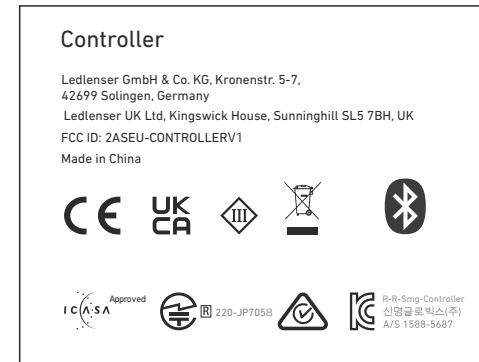 Controller
Ledlenser GmbH & Co. KG, Kronenstr. 5-7,
42699 Solingen, Germany
Ledlenser UK Ltd, Kingswick House, Sunninghill SL5 7BH, UK
FCC ID: 2ASEU-CONTROLLERV1
Made in China
CE UK CA III
ICASA Approved
R 220-JP7058
R-R-Smg-Controller
신명글로빅스(주)
A/S 1588-5687